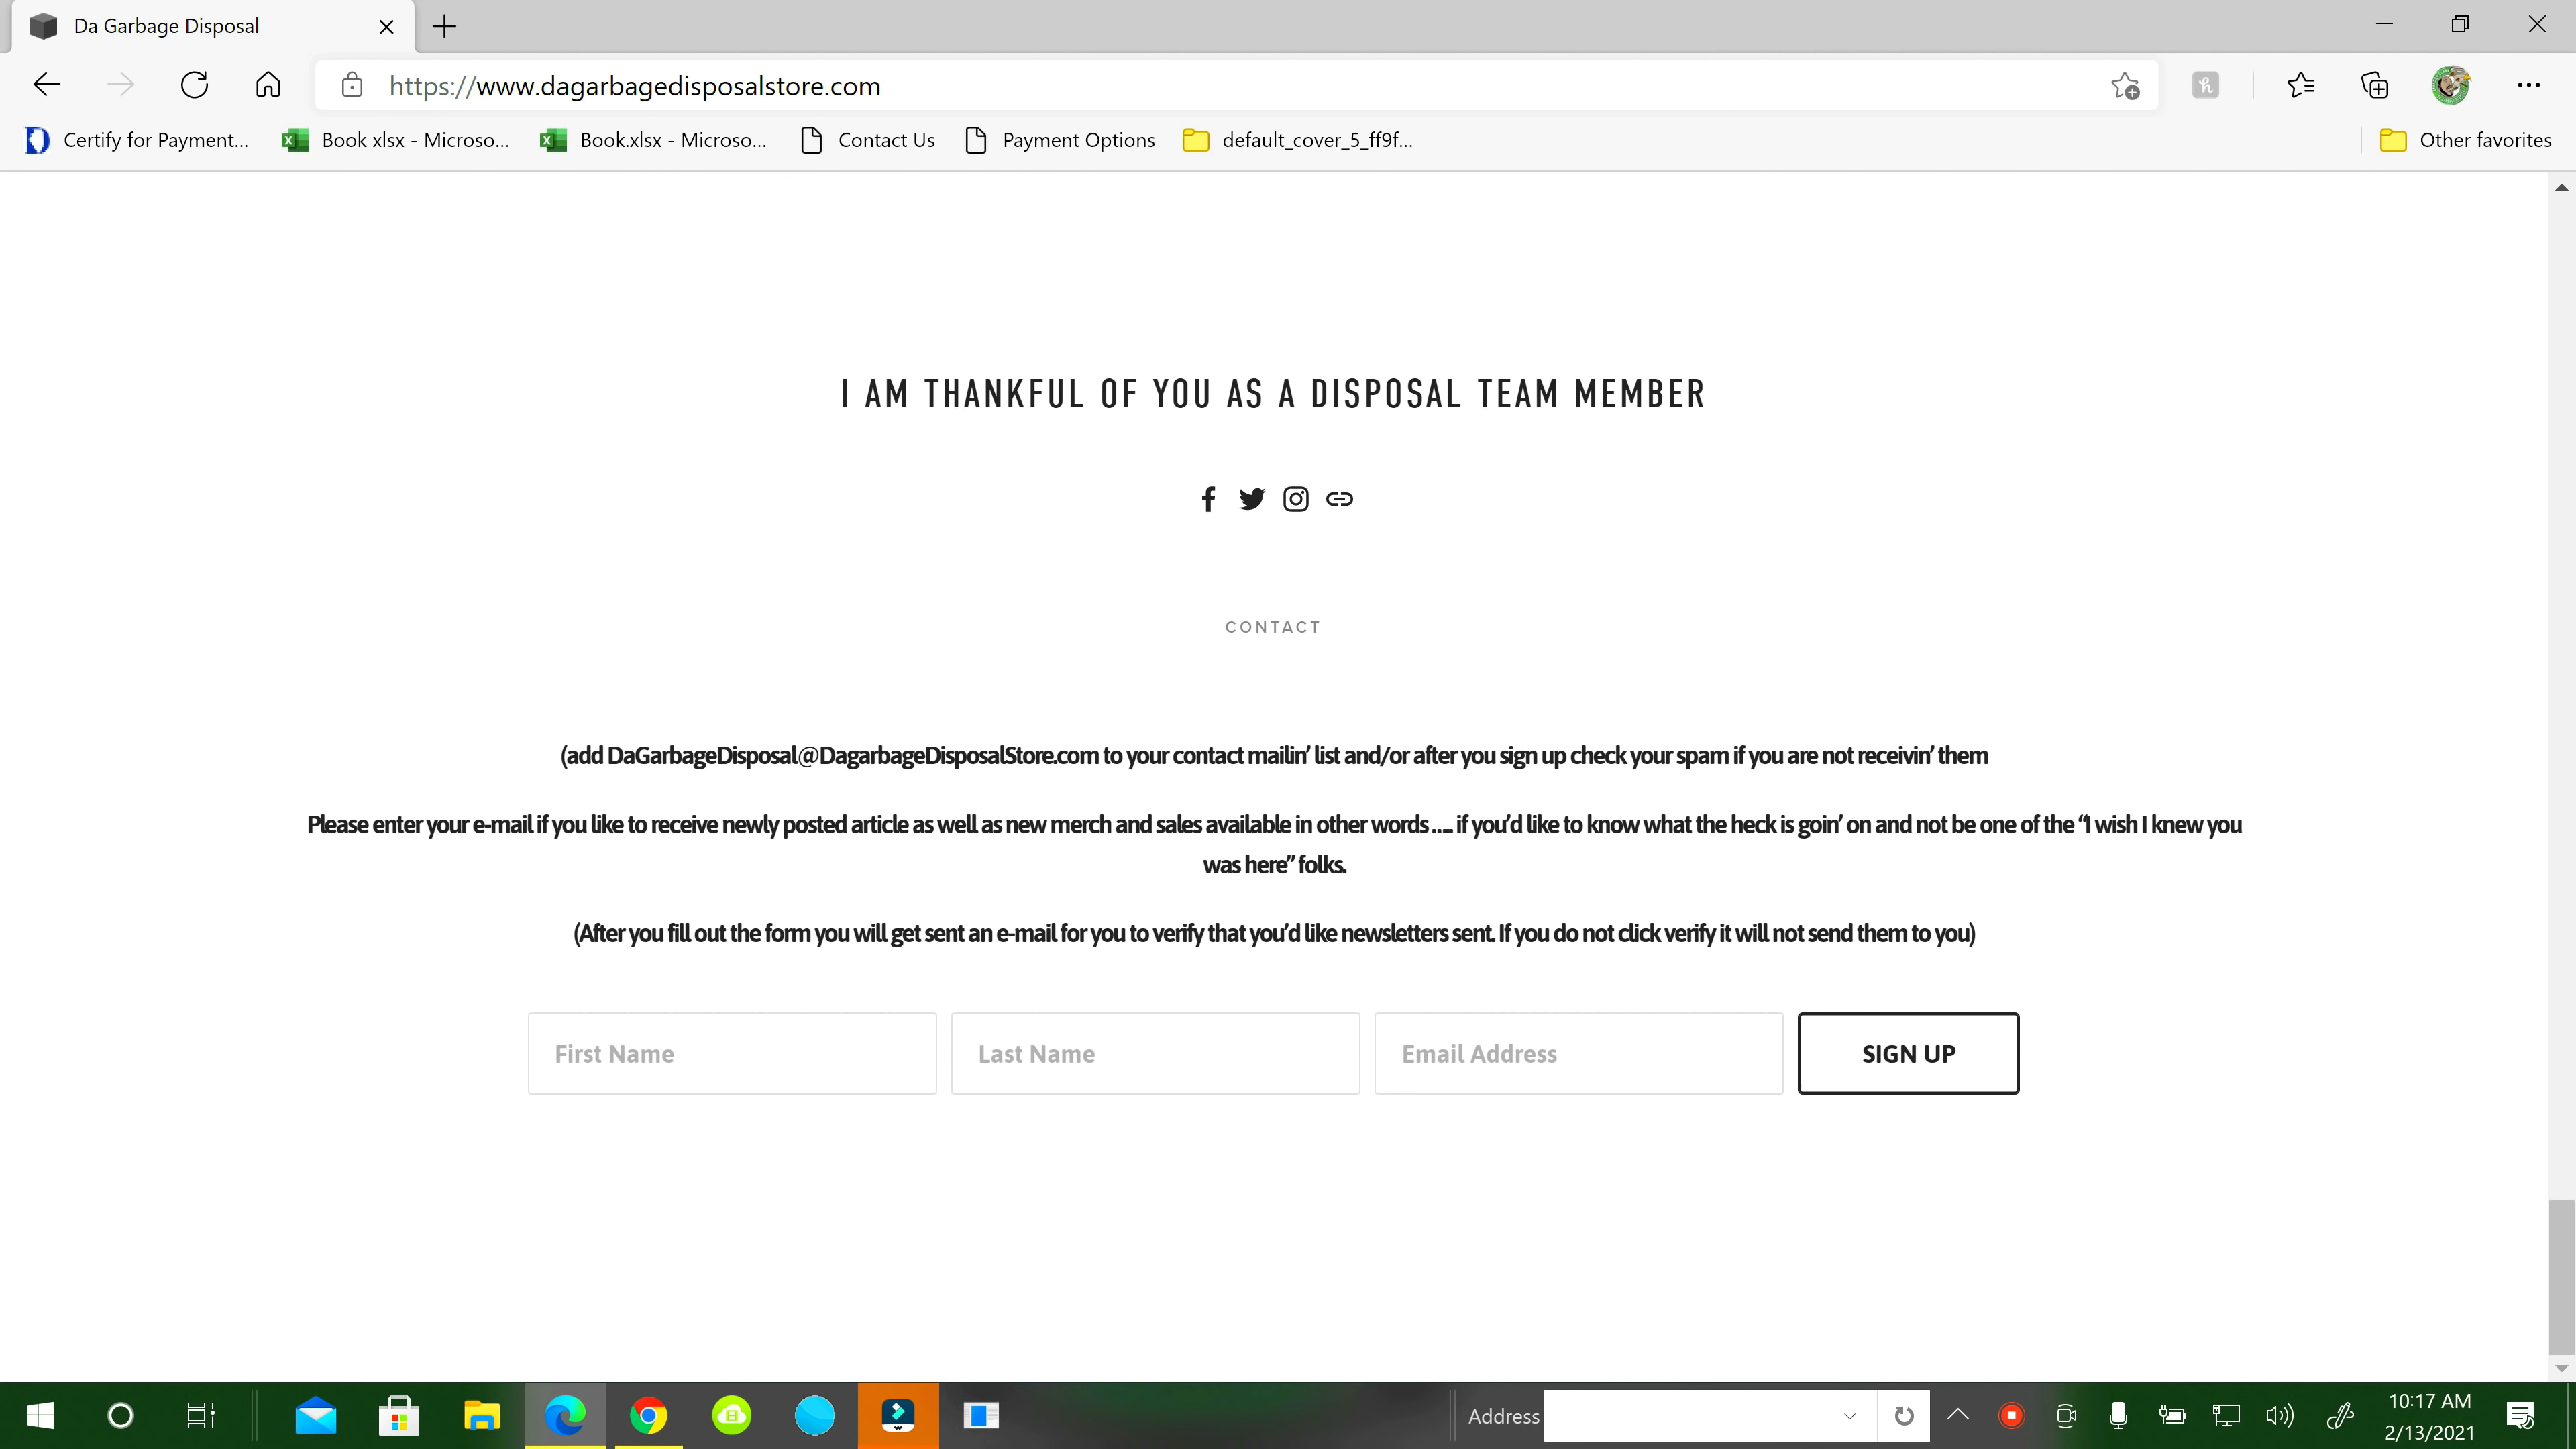 Da Garbage Disposal
https://www.dagarbagedisposalstore.com
Certify for Payment... Book xlsx - Microso... Book.xlsx - Microso... Contact Us Payment Options default_cover_5_ff9f... Other favorites
I AM THANKFUL OF YOU AS A DISPOSAL TEAM MEMBER
CONTACT
(add DaGarbageDisposal@DagarbageDisposalStore.com to your contact mailin’ list and/or after you sign up check your spam if you are not receivin’ them
Please enter your e-mail if you like to receive newly posted article as well as new merch and sales available in other words ..... if you’d like to know what the heck is goin’ on and not be one of the “I wish I knew you
was here” folks.
(After you fill out the form you will get sent an e-mail for you to verify that you’d like newsletters sent. If you do not click verify it will not send them to you)
First Name Last Name Email Address SIGN UP
Address 10:17 AM
2/13/2021